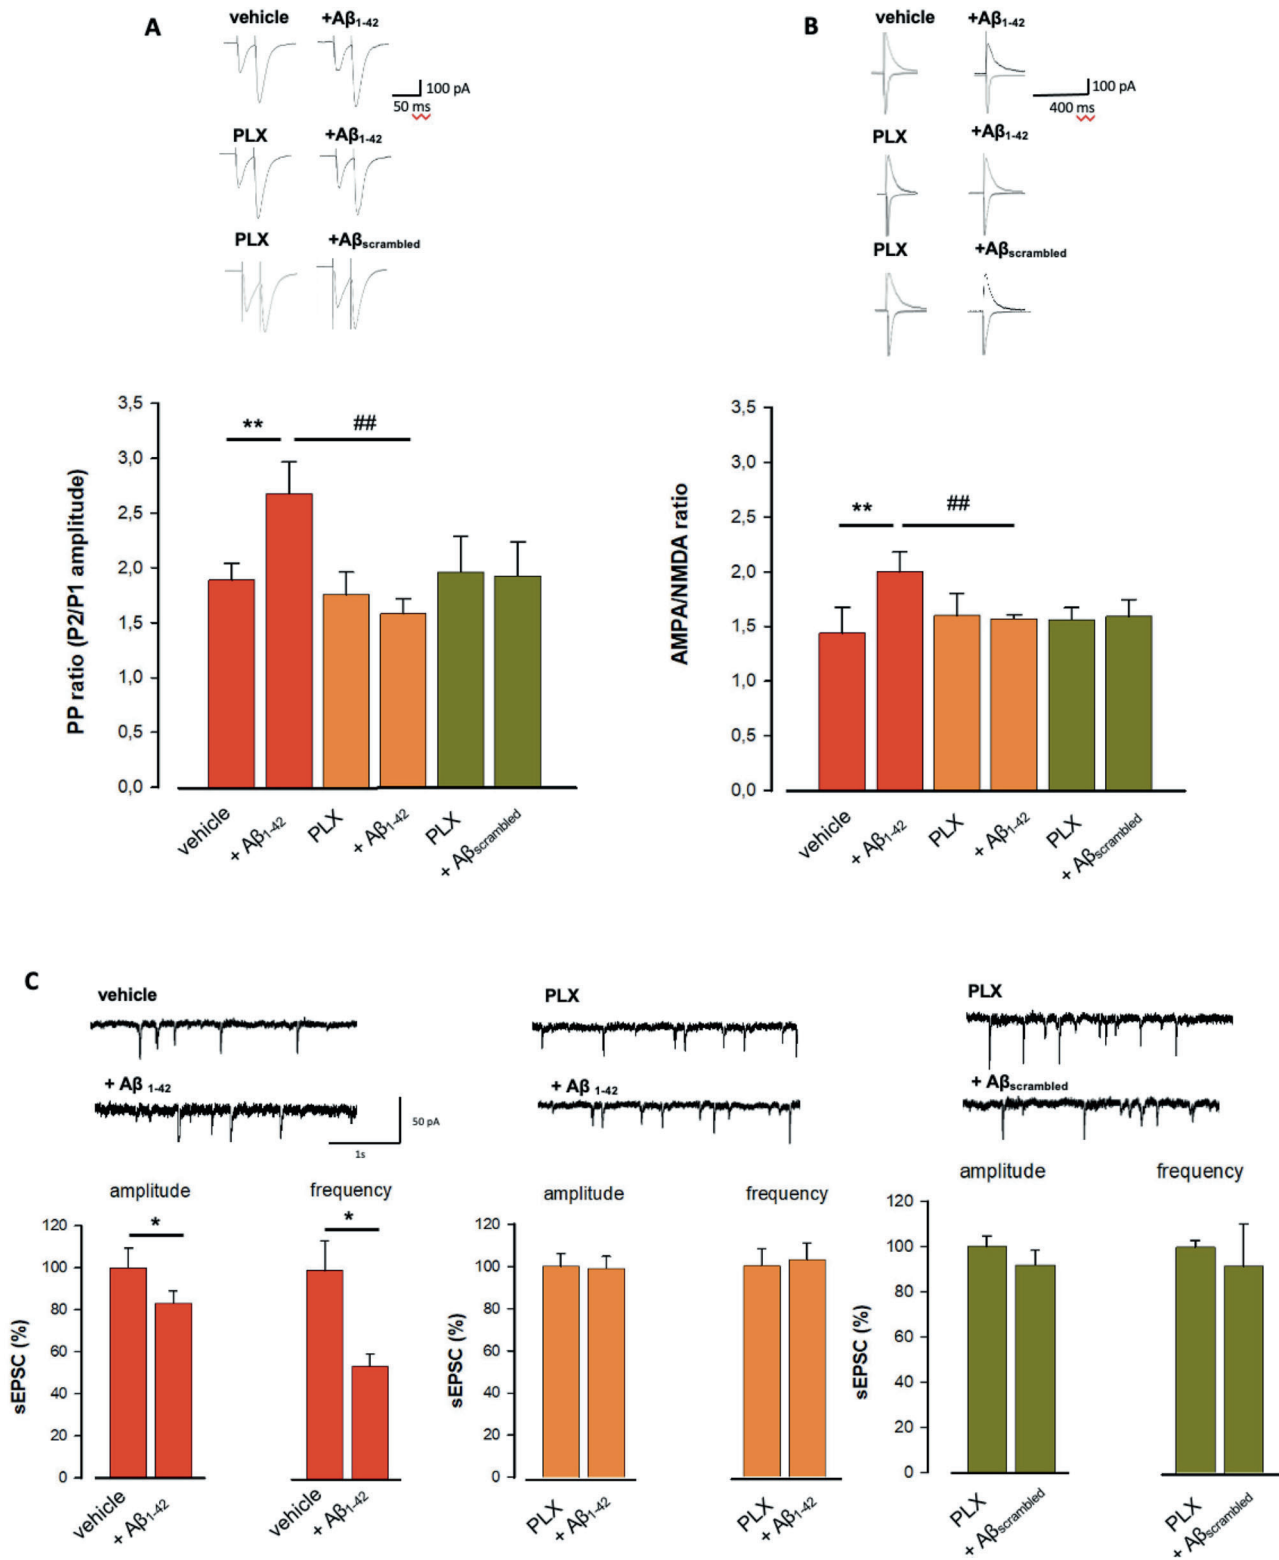 A
vehicle +Aβ1-42
100 pA
50 ms
PLX +Aβ1-42
PLX +Aβscrambled
B
vehicle +Aβ1-42
100 pA
400 ms
PLX +Aβ1-42
PLX +Aβscrambled
PP ratio (P2/P1 amplitude)
3,5
3,0
2,5
2,0
1,5
1,0
0,5
0,0
** ##
vehicle
+ Aβ1-42
PLX
+ Aβ1-42
PLX
+ Aβscrambled
AMPA/NMDA ratio
3,5
3,0
2,5
2,0
1,5
1,0
0,5
0,0
** ##
vehicle
+ Aβ1-42
PLX
+ Aβ1-42
PLX
+ Aβscrambled
C
vehicle
+ Aβ 1-42
50 pA
1s
PLX
+ Aβ 1-42
PLX
+ Aβscrambled
amplitude frequency
sEPSC (%)
120
100
80
60
40
20
0
* *
vehicle
+ Aβ1-42
vehicle
+ Aβ1-42
amplitude frequency
sEPSC (%)
120
100
80
60
40
20
0
PLX
+ Aβ1-42
PLX
+ Aβ1-42
amplitude frequency
sEPSC (%)
120
100
80
60
40
20
0
PLX
+ Aβscrambled
PLX
+ Aβscrambled